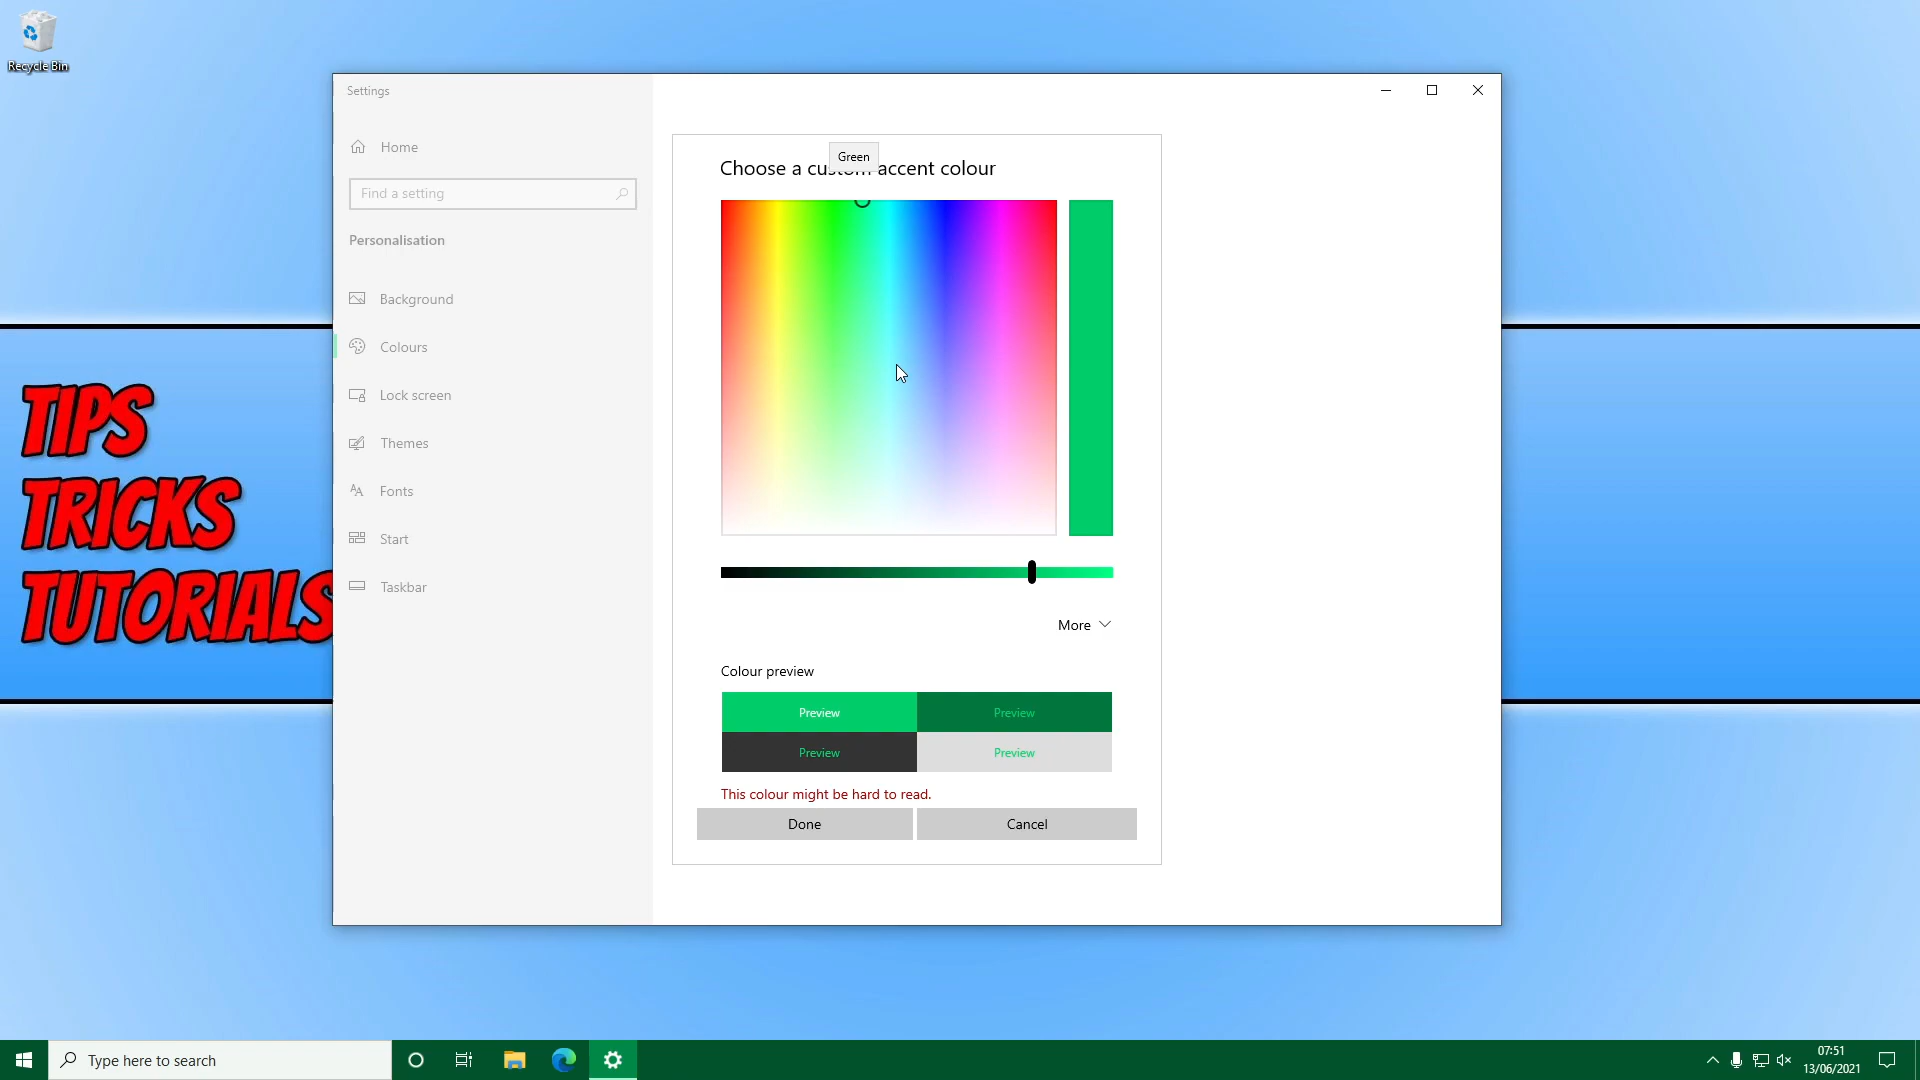 Recycle Bin
TIPS
TRICKS
TUTORIALS
Settings
Home
Find a setting
Personalisation
Background
Colours
Lock screen
Themes
Fonts
Start
Taskbar
Green
Choose a custom accent colour
More
Colour preview
Preview Preview
Preview Preview
This colour might be hard to read.
Done Cancel
Type here to search
07:51
13/06/2021